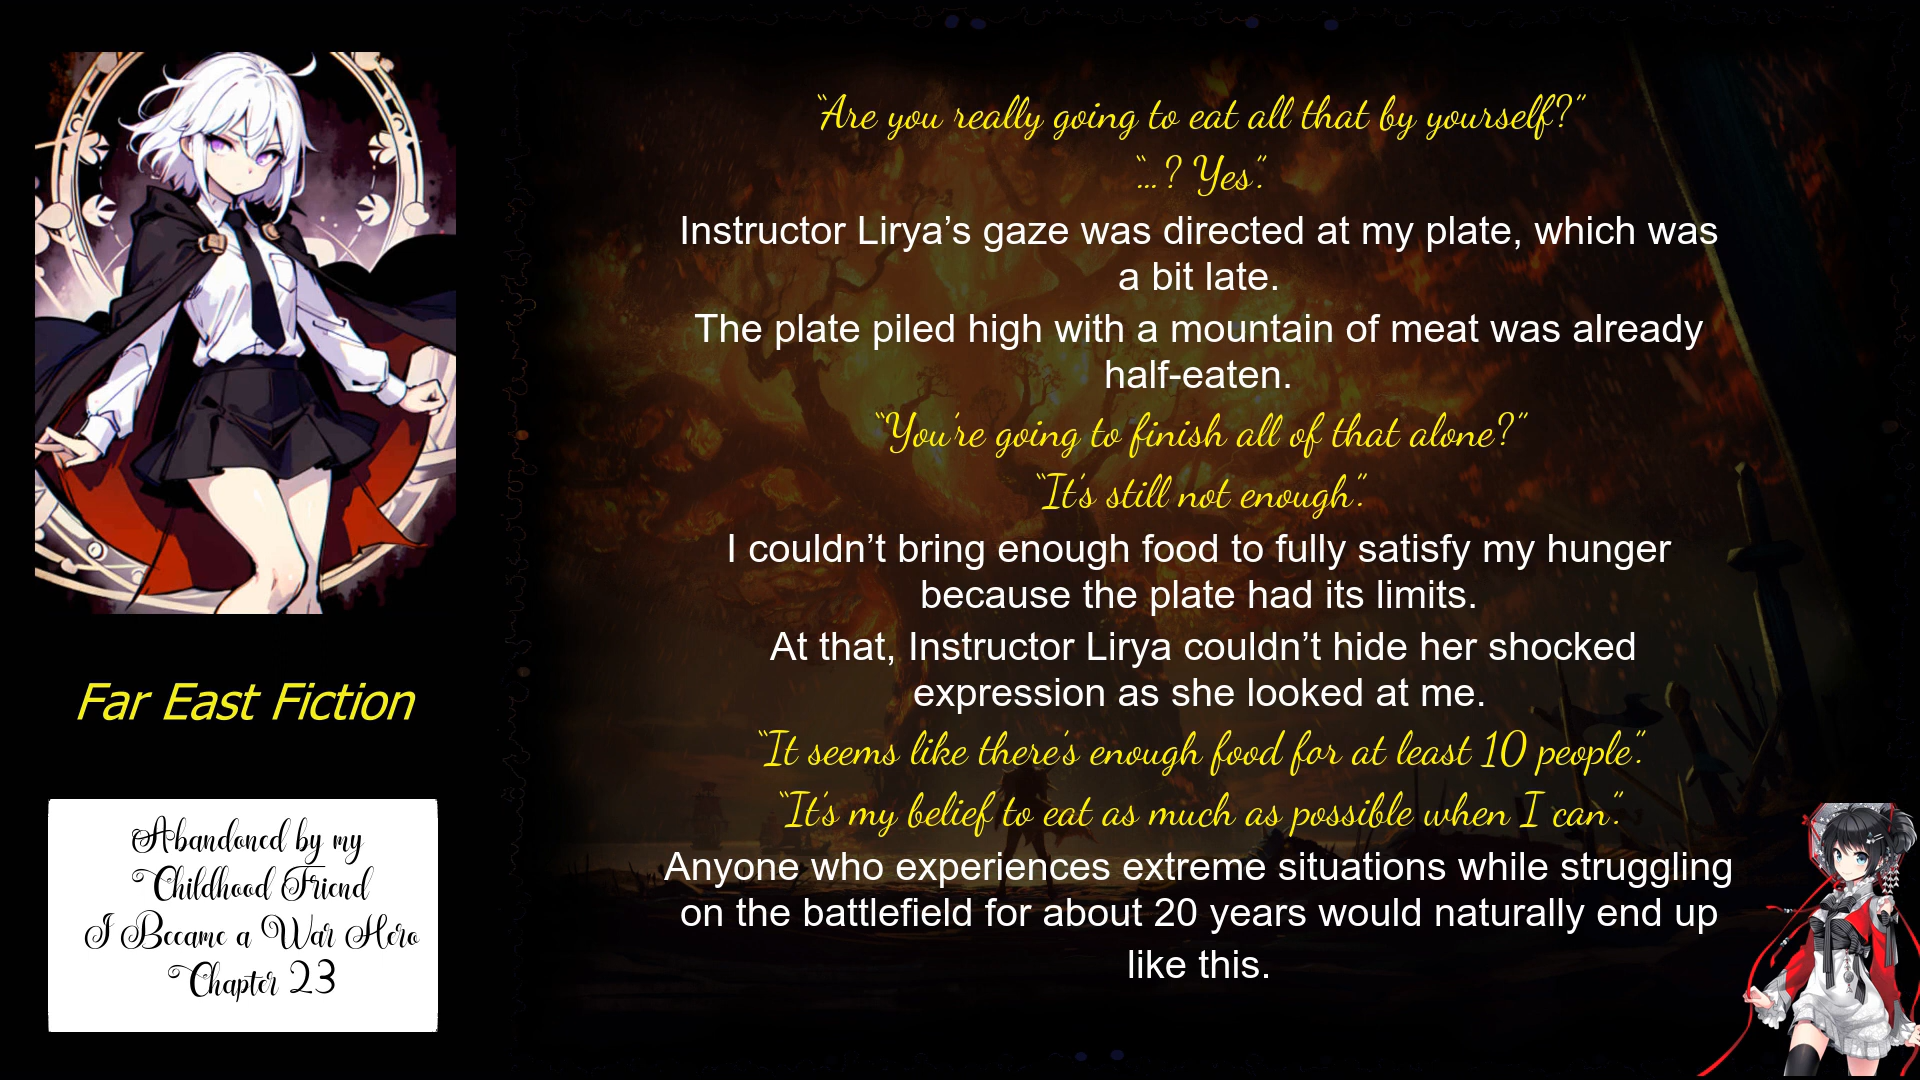 “Are you really going to eat all that by yourself?”
“…? Yes.”
Instructor Lirya’s gaze was directed at my plate, which was
a bit late.
The plate piled high with a mountain of meat was already
half-eaten.
“You’re going to finish all of that alone?”
“It’s still not enough.”
I couldn’t bring enough food to fully satisfy my hunger
because the plate had its limits.
At that, Instructor Lirya couldn’t hide her shocked
expression as she looked at me.
“It seems like there’s enough food for at least 10 people.”
“It’s my belief to eat as much as possible when I can.”
Anyone who experiences extreme situations while struggling
on the battlefield for about 20 years would naturally end up
like this.
Far East Fiction
Abandoned by my
Childhood Friend
I Became a War Hero
Chapter 23